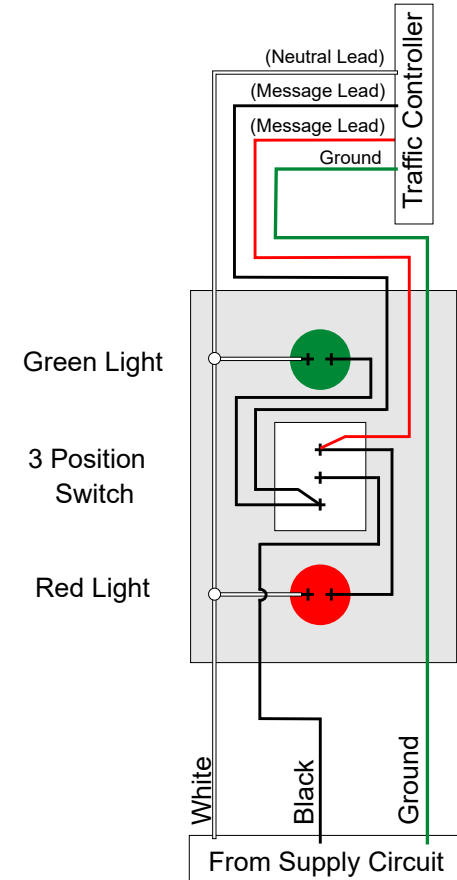 (Neutral Lead)
(Message Lead)
(Message Lead)
Ground
Traffic Controller
Green Light
3 Position
Switch
Red Light
White
Black
Ground
From Supply Circuit